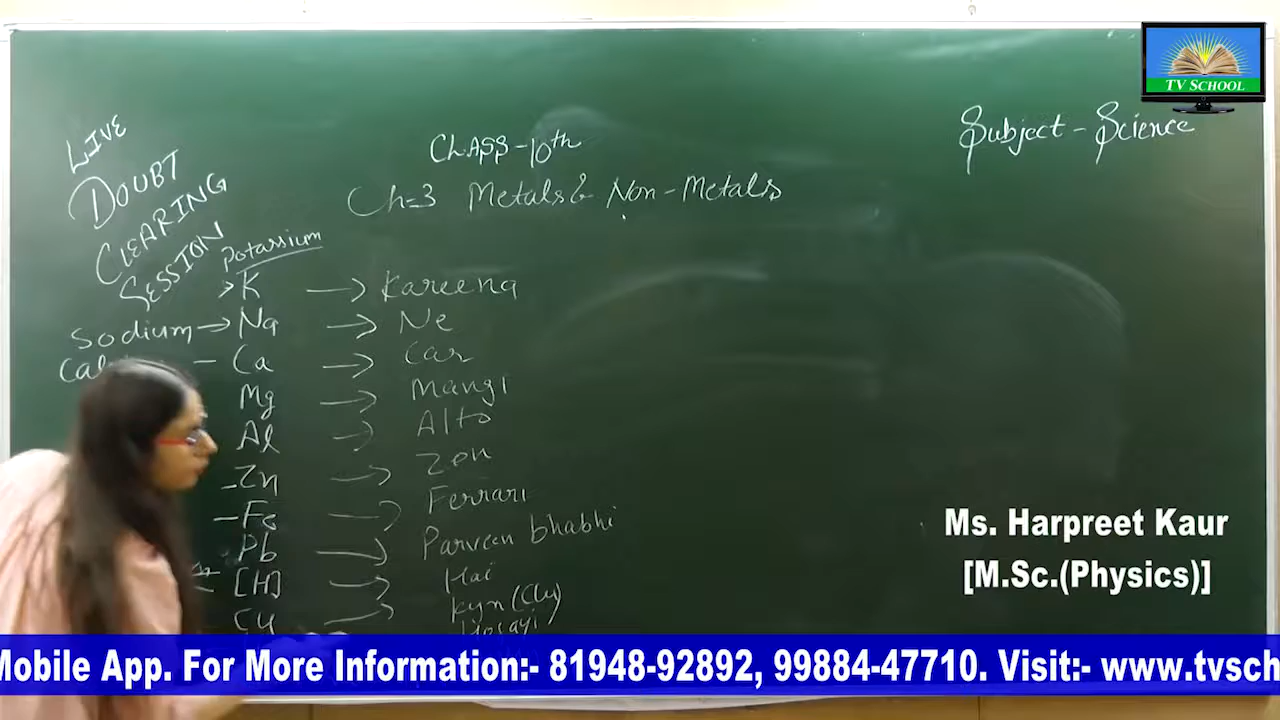 TV SCHOOL
Subject - Science
LIVE
DOUBT
CLEARING
SESSION
CLASS - 10th
Ch=3 Metals & Non-Metals
Potassium
K → Kareena
Sodium → Na → Ne
Cal – Ca → Car
Mg → Mangi
Al → Alto
Zn → Zen
Fe → Ferrari
Pb → Parveen bhabhi
[H] → Hai
Cu → Kyn (Cu)
Ms. Harpreet Kaur
[M.Sc.(Physics)]
Mobile App. For More Information:- 81948-92892, 99884-47710. Visit:- www.tvsch